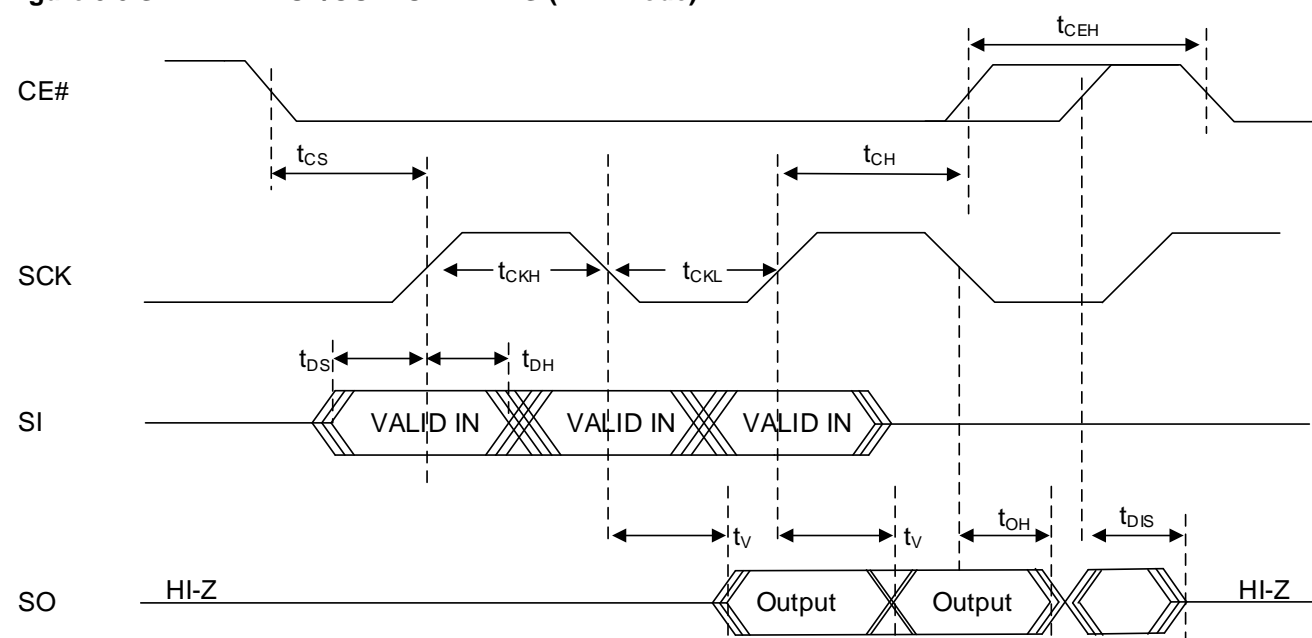 tCEH
CE#
tCS
tCH
SCK
tCKH
tCKL
tDS
tDH
SI
VALID IN
VALID IN
VALID IN
tV
tV
tOH
tDIS
SO
HI-Z
Output
Output
HI-Z